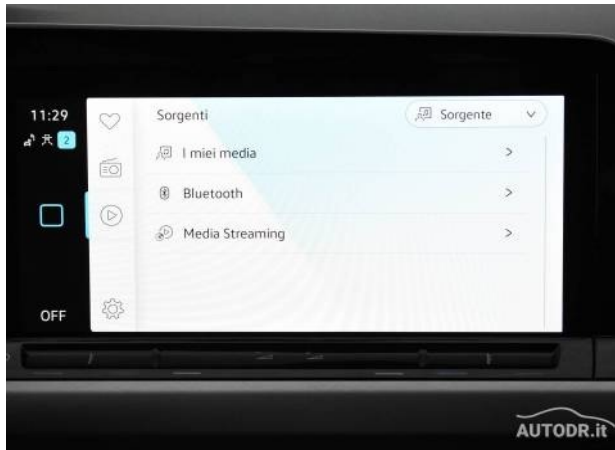 11:29
2
OFF
Sorgenti
Sorgente
I miei media
Bluetooth
Media Streaming
AUTODR.it